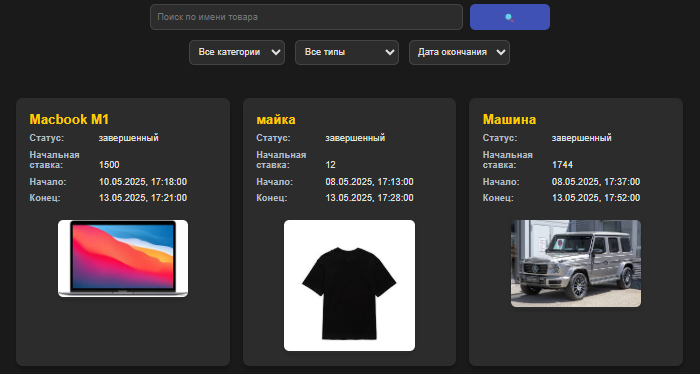 Поиск по имени товара
Все категории Все типы Дата окончания
Macbook M1
Статус: завершенный
Начальная ставка: 1500
Начало: 10.05.2025, 17:18:00
Конец: 13.05.2025, 17:21:00
майка
Статус: завершенный
Начальная ставка: 12
Начало: 08.05.2025, 17:13:00
Конец: 13.05.2025, 17:28:00
Машина
Статус: завершенный
Начальная ставка: 1744
Начало: 08.05.2025, 17:37:00
Конец: 13.05.2025, 17:52:00